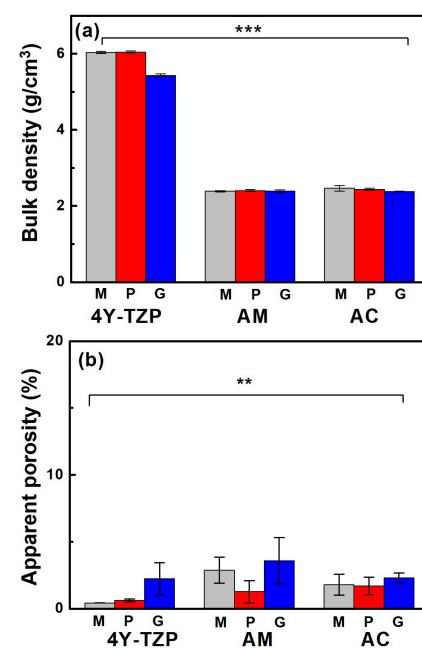 (a)
***
Bulk density (g/cm³)
6
4
2
0
M P G M P G M P G
4Y-TZP AM AC
(b)
**
Apparent porosity (%)
20
10
0
M P G M P G M P G
4Y-TZP AM AC